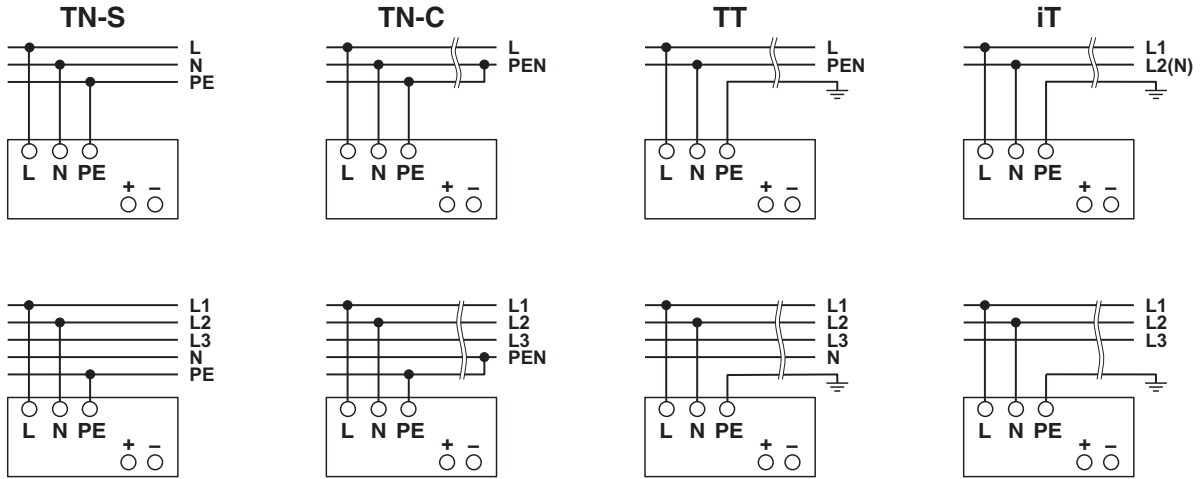 TN-S
L
N
PE
L N PE
+ –
TN-C
L
PEN
L N PE
+ –
TT
L
PEN
L N PE
+ –
iT
L1
L2(N)
L N PE
+ –
L1
L2
L3
N
PE
L N PE
+ –
L1
L2
L3
PEN
L N PE
+ –
L1
L2
L3
N
L N PE
+ –
L1
L2
L3
L N PE
+ –